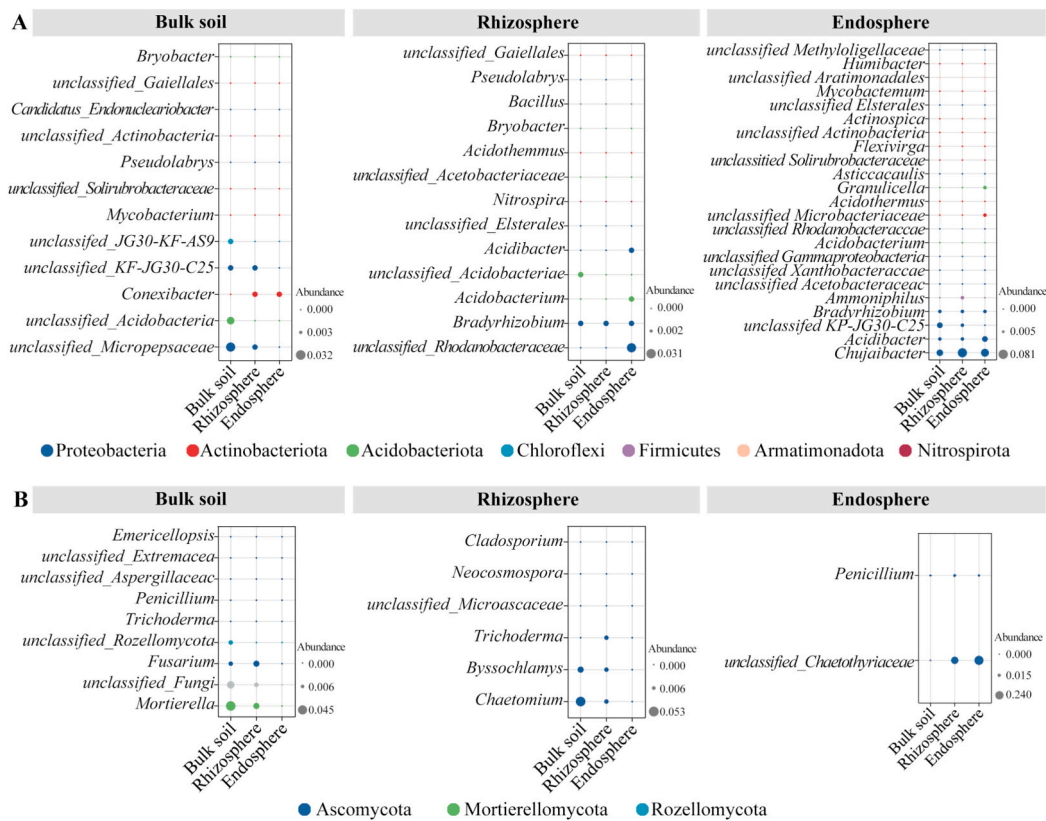 A
Bulk soil
Bryobacter
unclassified_Gaiellales
Candidatus_Endonucleariobacter
unclassified_Actinobacteria
Pseudolabrys
unclassified_Solirubrobacteraceae
Mycobacterium
unclassifed_JG30-KF-AS9
unclassified_KF-JG30-C25
Conexibacter
unclassified_Acidobacteria
unclassified_Micropepsaceae
Abundance
0.000
0.003
0.032
Bulk soil
Rhizosphere
Endosphere
Rhizosphere
unclassified_Gaiellales
Pseudolabrys
Bacillus
Bryobacter
Acidothemmus
unclassified_Acetobacteriaceae
Nitrospira
unclassified_Elsterales
Acidibacter
unclassified_Acidobacteriae
Acidobacterium
Bradyrhizobium
unclassified_Rhodanobacteraceae
Abundance
0.000
0.002
0.031
Bulk soil
Rhizosphere
Endosphere
Endosphere
unclassified_Methyloligellaceae
Humibacter
unclassified Aratimonadales
Mycobactemum
unclassified Elsterales
Actinospica
unclassified Actinobacteria
Flexivirga
unclassitied Solirubrobacteraceae
Asticcacaulis
Granulicella
Acidothermus
unclassified Microbacteriaceae
unclassified Rhodanobacteraccae
Acidobacterium
unclassified Gammaproteobacteria
unclassified Xanthobacteraccae
unclassified Acetobacteraceae
Ammoniphilus
Bradyrhizobium
unclassifed KP-JG30-C25
Acidibacter
Chujaibacter
Abundance
0.000
0.005
0.081
Bulk soil
Rhizosphere
Endosphere
Proteobacteria
Actinobacteriota
Acidobacteriota
Chloroflexi
Firmicutes
Armatimonadota
Nitrospirota
B
Bulk soil
Emericellopsis
unclassified_Extremacea
unclassified_Aspergillaceac
Penicillium
Trichoderma
unclassified_Rozellomycota
Fusarium
unclassified_Fungi
Mortierella
Abundance
0.000
0.006
0.045
Bulk soil
Rhizosphere
Endosphere
Rhizosphere
Cladosporium
Neocosmospora
unclassified_Microascaceae
Trichoderma
Byssochlamys
Chaetomium
Abundance
0.000
0.006
0.053
Bulk soil
Rhizosphere
Endosphere
Endosphere
Penicillium
unclassified_Chaetothyriaceae
Abundance
0.000
0.015
0.240
Bulk soil
Rhizosphere
Endosphere
Ascomycota
Mortierellomycota
Rozellomycota